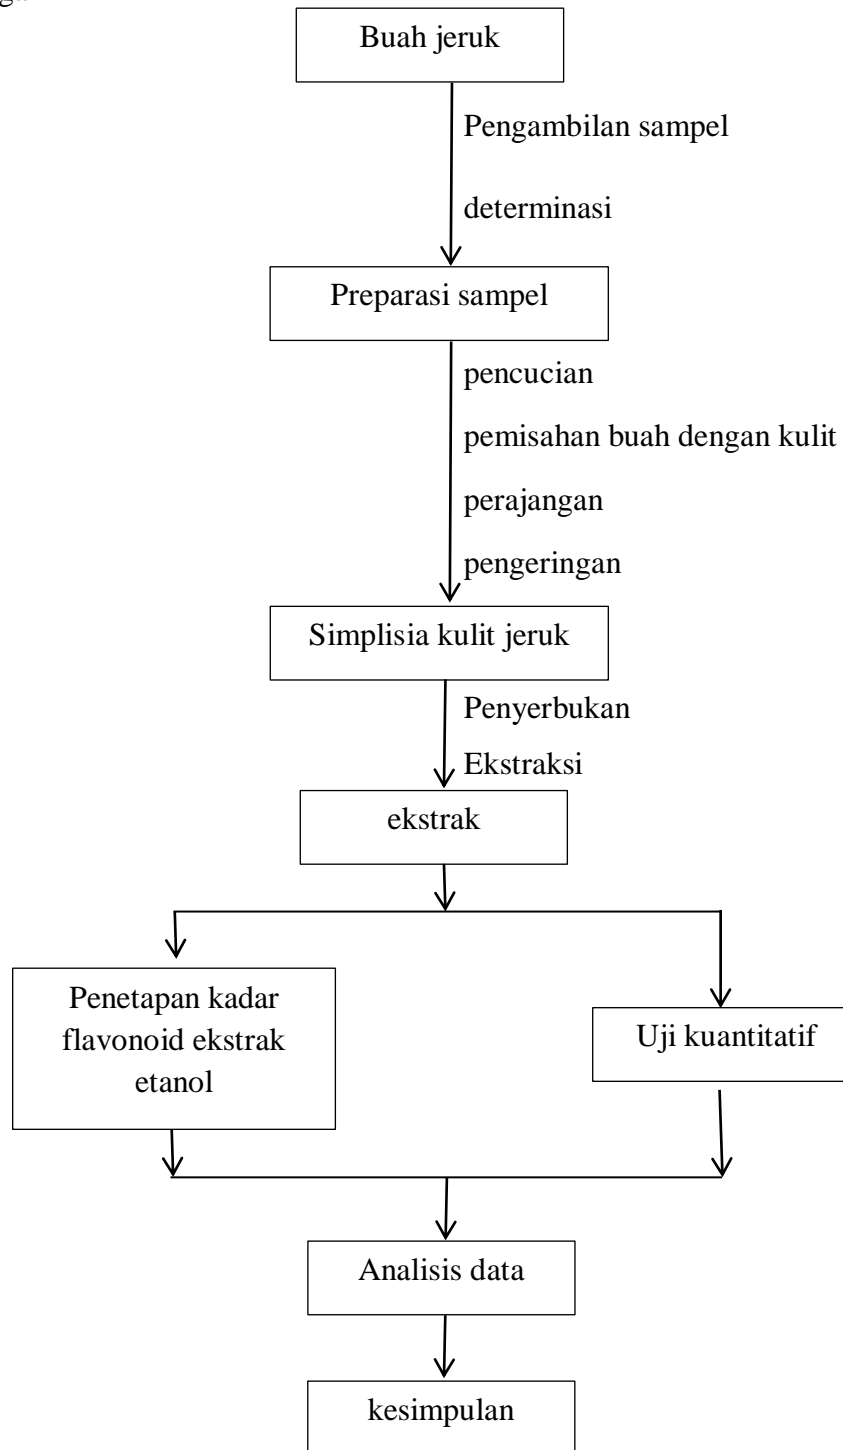 Buah jeruk
Pengambilan sampel
determinasi
Preparasi sampel
pencucian
pemisahan buah dengan kulit
perajangan
pengeringan
Simplisia kulit jeruk
Penyerbukan
Ekstraksi
ekstrak
Penetapan kadar
flavonoid ekstrak
etanol
Uji kuantitatif
Analisis data
kesimpulan